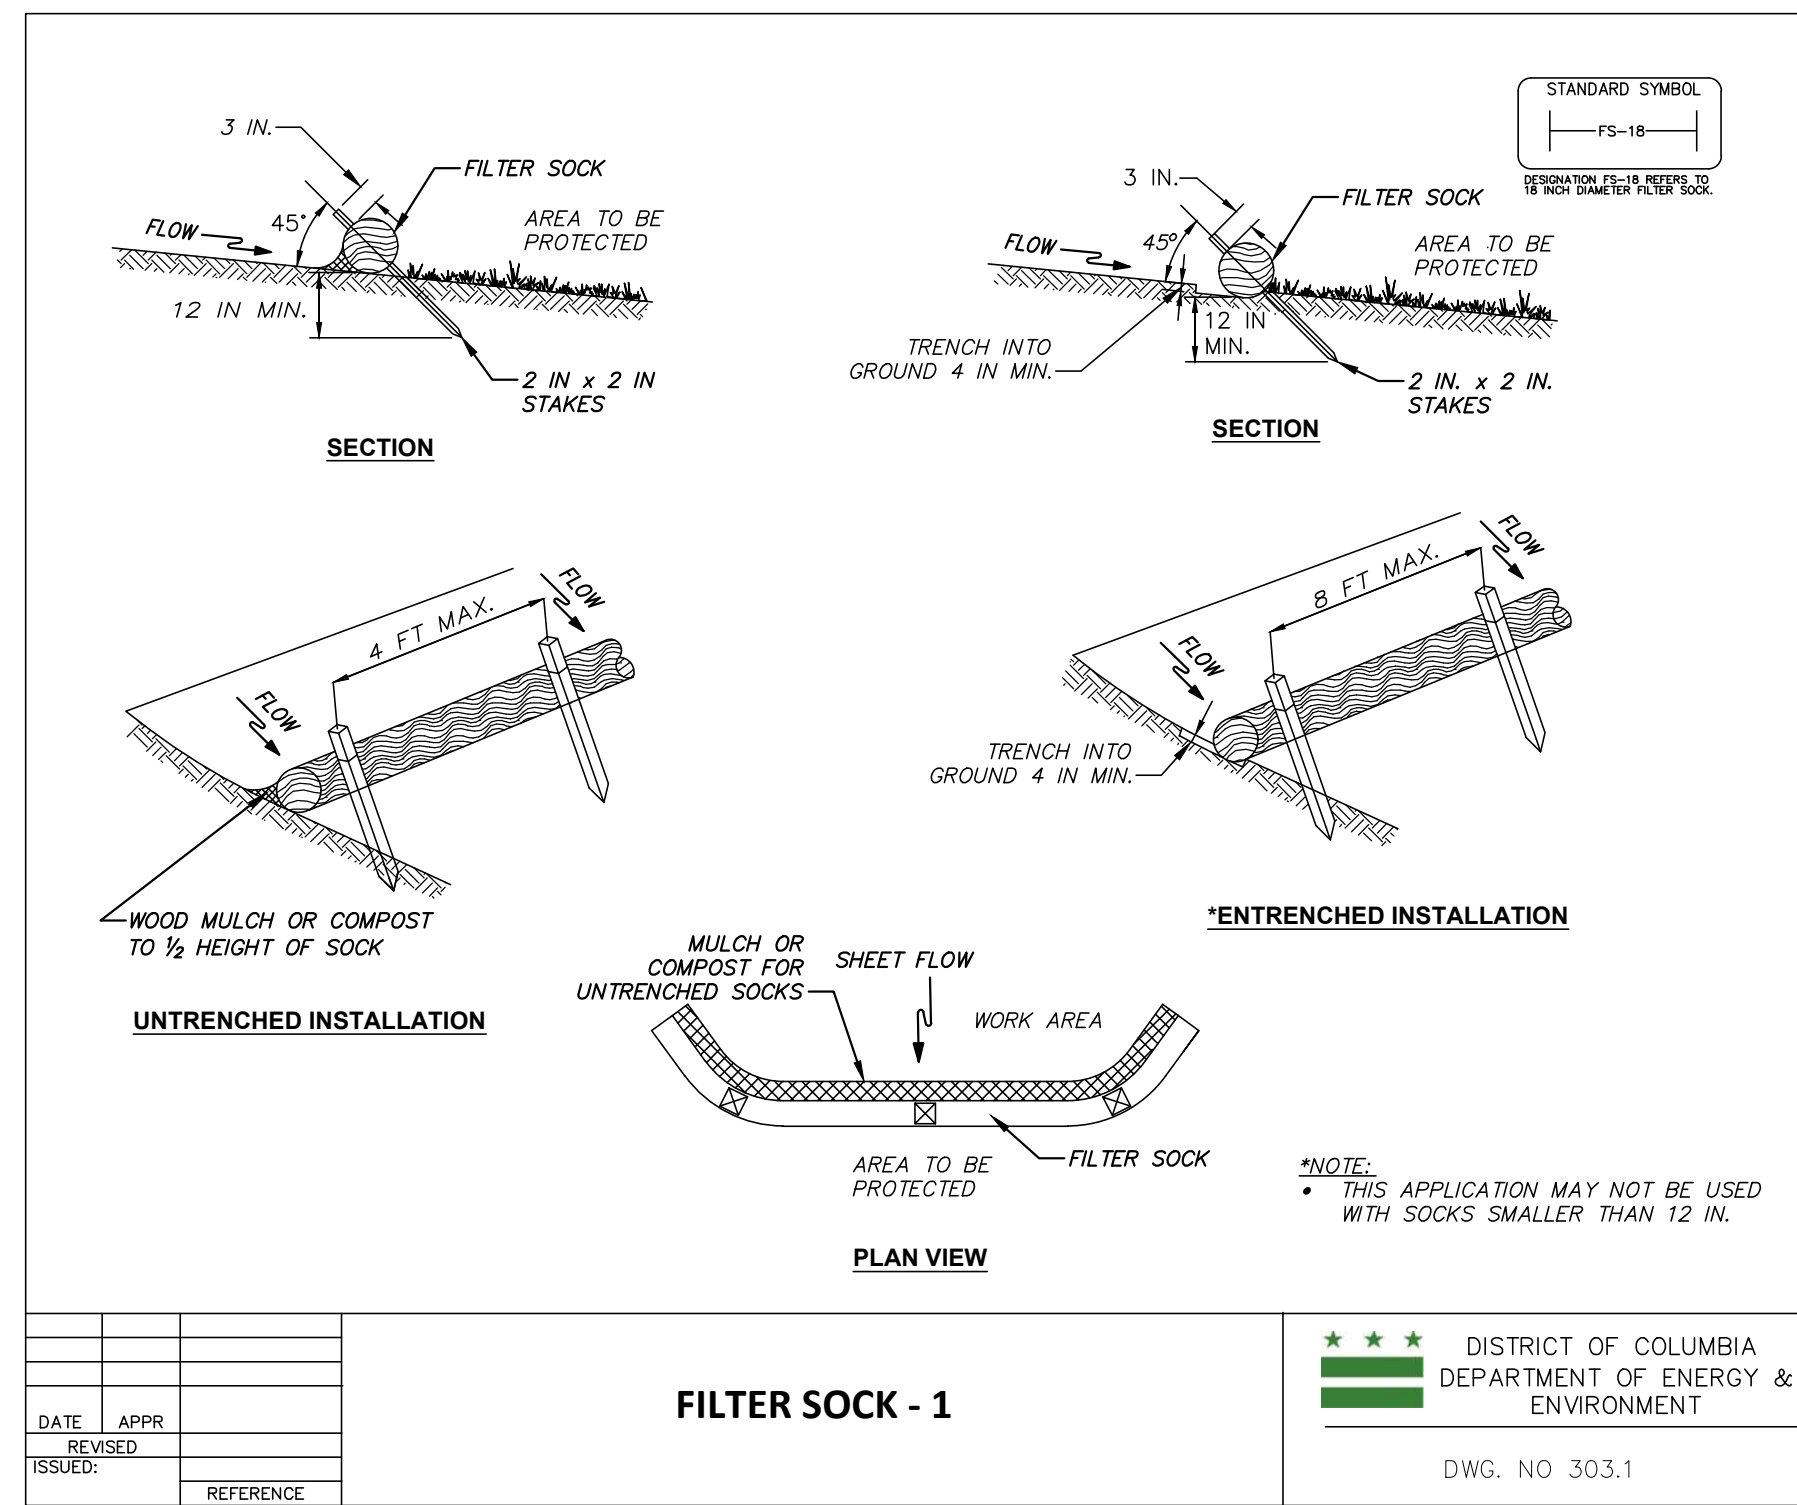 STANDARD SYMBOL
FS-18
DESIGNATION FS-18 REFERS TO
18 INCH DIAMETER FILTER SOCK.
3 IN.
FILTER SOCK
45°
FLOW
AREA TO BE
PROTECTED
12 IN MIN.
2 IN x 2 IN
STAKES
SECTION
3 IN.
FILTER SOCK
45°
FLOW
AREA TO BE
PROTECTED
12 IN
MIN.
TRENCH INTO
GROUND 4 IN MIN.
2 IN. x 2 IN.
STAKES
SECTION
FLOW
4 FT MAX.
FLOW
WOOD MULCH OR COMPOST
TO ½ HEIGHT OF SOCK
UNTRENCHED INSTALLATION
FLOW
8 FT MAX.
FLOW
TRENCH INTO
GROUND 4 IN MIN.
*ENTRENCHED INSTALLATION
MULCH OR
COMPOST FOR
UNTRENCHED SOCKS
SHEET FLOW
WORK AREA
FILTER SOCK
AREA TO BE
PROTECTED
PLAN VIEW
*NOTE:
• THIS APPLICATION MAY NOT BE USED
WITH SOCKS SMALLER THAN 12 IN.
DATE APPR
REVISED
ISSUED:
REFERENCE
FILTER SOCK - 1
DISTRICT OF COLUMBIA
DEPARTMENT OF ENERGY &
ENVIRONMENT
DWG. NO 303.1